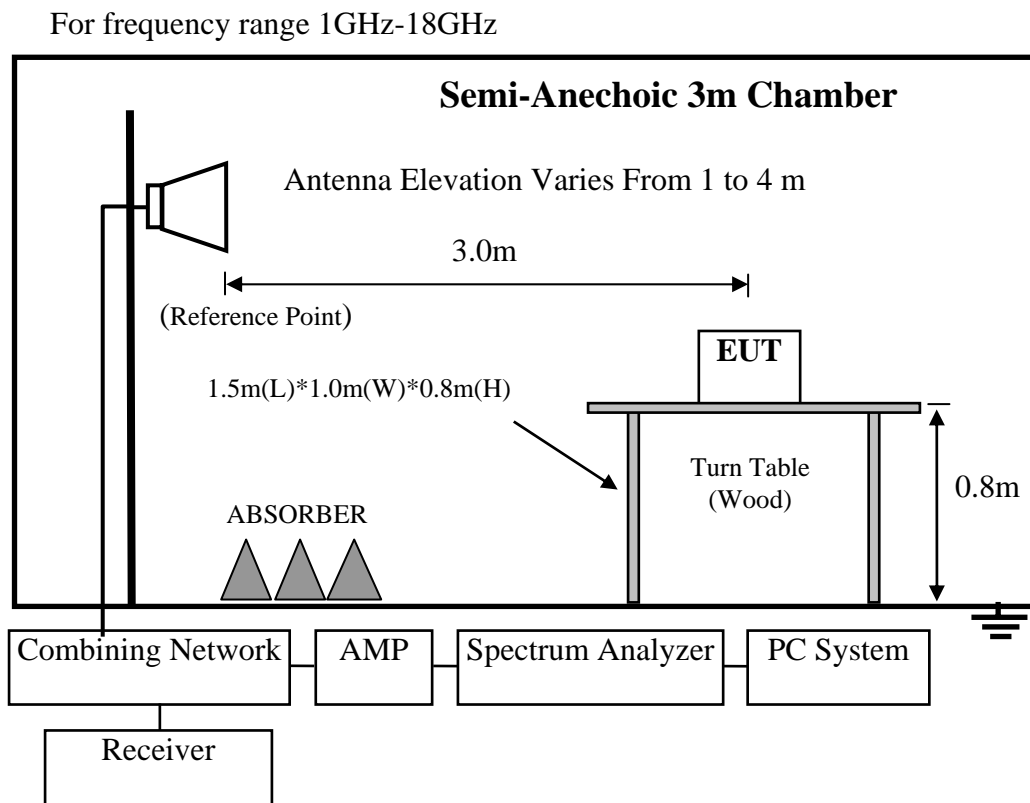 For frequency range 1GHz-18GHz
Semi-Anechoic 3m Chamber
Antenna Elevation Varies From 1 to 4 m
3.0m
(Reference Point)
EUT
1.5m(L)*1.0m(W)*0.8m(H)
Turn Table
(Wood)
0.8m
ABSORBER
Combining Network
AMP
Spectrum Analyzer
PC System
Receiver